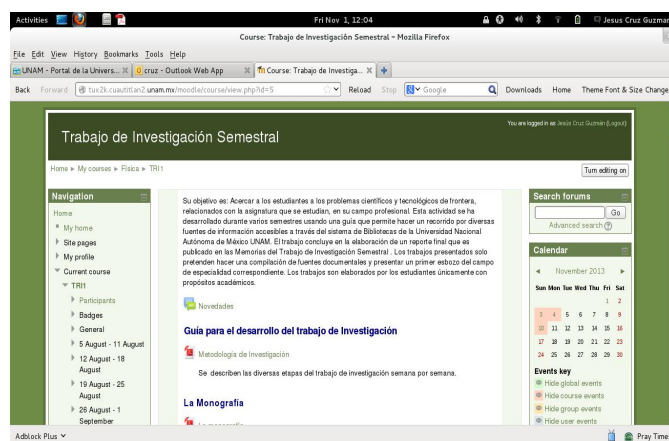 Activities
Fri Nov 1, 12:04
Jesus Cruz Guzman
Course: Trabajo de Investigación Semestral - Mozilla Firefox
File Edit View History Bookmarks Tools Help
UNAM - Portal de la Univers...
cruz - Outlook Web App
Course: Trabajo de Investiga...
Back Forward tux2k.cuautitlan2.unam.mx/moodle/course/view.php?id=5 Reload Stop Google Downloads Home Theme Font & Size Change
Trabajo de Investigación Semestral
You are logged in as Jesús Cruz Guzmán (Logout)
Home ► My courses ► Física ► TRI1
Turn editing on
Navigation
Home
My home
Site pages
My profile
Current course
TRI1
Participants
Badges
General
5 August - 11 August
12 August - 18
August
19 August - 25
August
26 August - 1
September
Su objetivo es: Acercar a los estudiantes a los problemas científicos y tecnológicos de frontera,
relacionados con la asignatura que se estudian, en su campo profesional. Esta actividad se ha
desarrollado durante varios semestres usando una guía que permite hacer un recorrido por diversas
fuentes de información accesibles a través del sistema de Bibliotecas de la Universidad Nacional
Autónoma de México UNAM. El trabajo concluye en la elaboración de un reporte final que es
publicado en las Memorias del Trabajo de Investigación Semestral . Los trabajos presentados solo
pretenden hacer una compilación de fuentes documentales y presentar un primer esbozo del campo
de especialidad correspondiente. Los trabajos son elaborados por los estudiantes únicamente con
propósitos académicos.
Novedades
Guía para el desarrollo del trabajo de Investigación
Metodología de Investigación
Se describen las diversas etapas del trabajo de investigación semana por semana.
La Monografía
La monografía
Search forums
Go
Advanced search
Calendar
◄ November 2013 ►
Sun Mon Tue Wed Thu Fri Sat
1 2
3 4 5 6 7 8 9
10 11 12 13 14 15 16
17 18 19 20 21 22 23
24 25 26 27 28 29 30
Events key
Hide global events
Hide course events
Hide group events
Hide user events
Adblock Plus
Pray Time